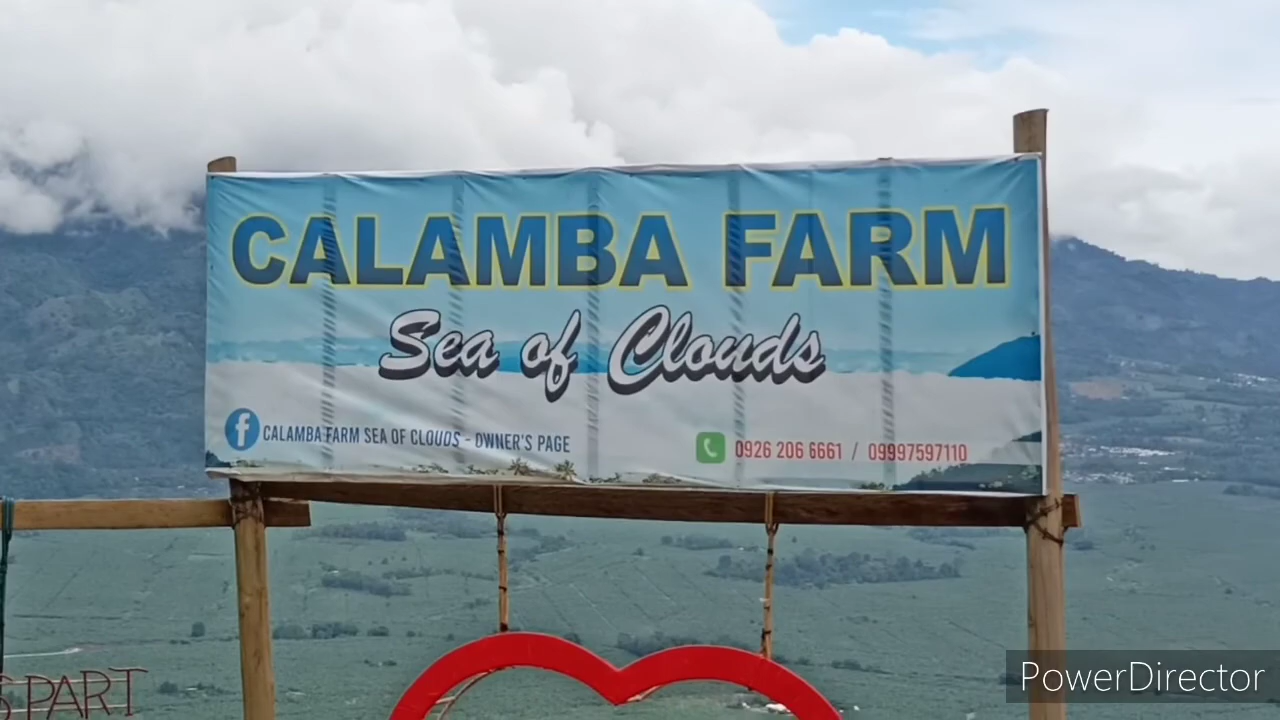 CALAMBA FARM
Sea of Clouds
f CALAMBA FARM SEA OF CLOUDS - OWNER'S PAGE
0926 206 6661 / 09997597110
PART
PowerDirector